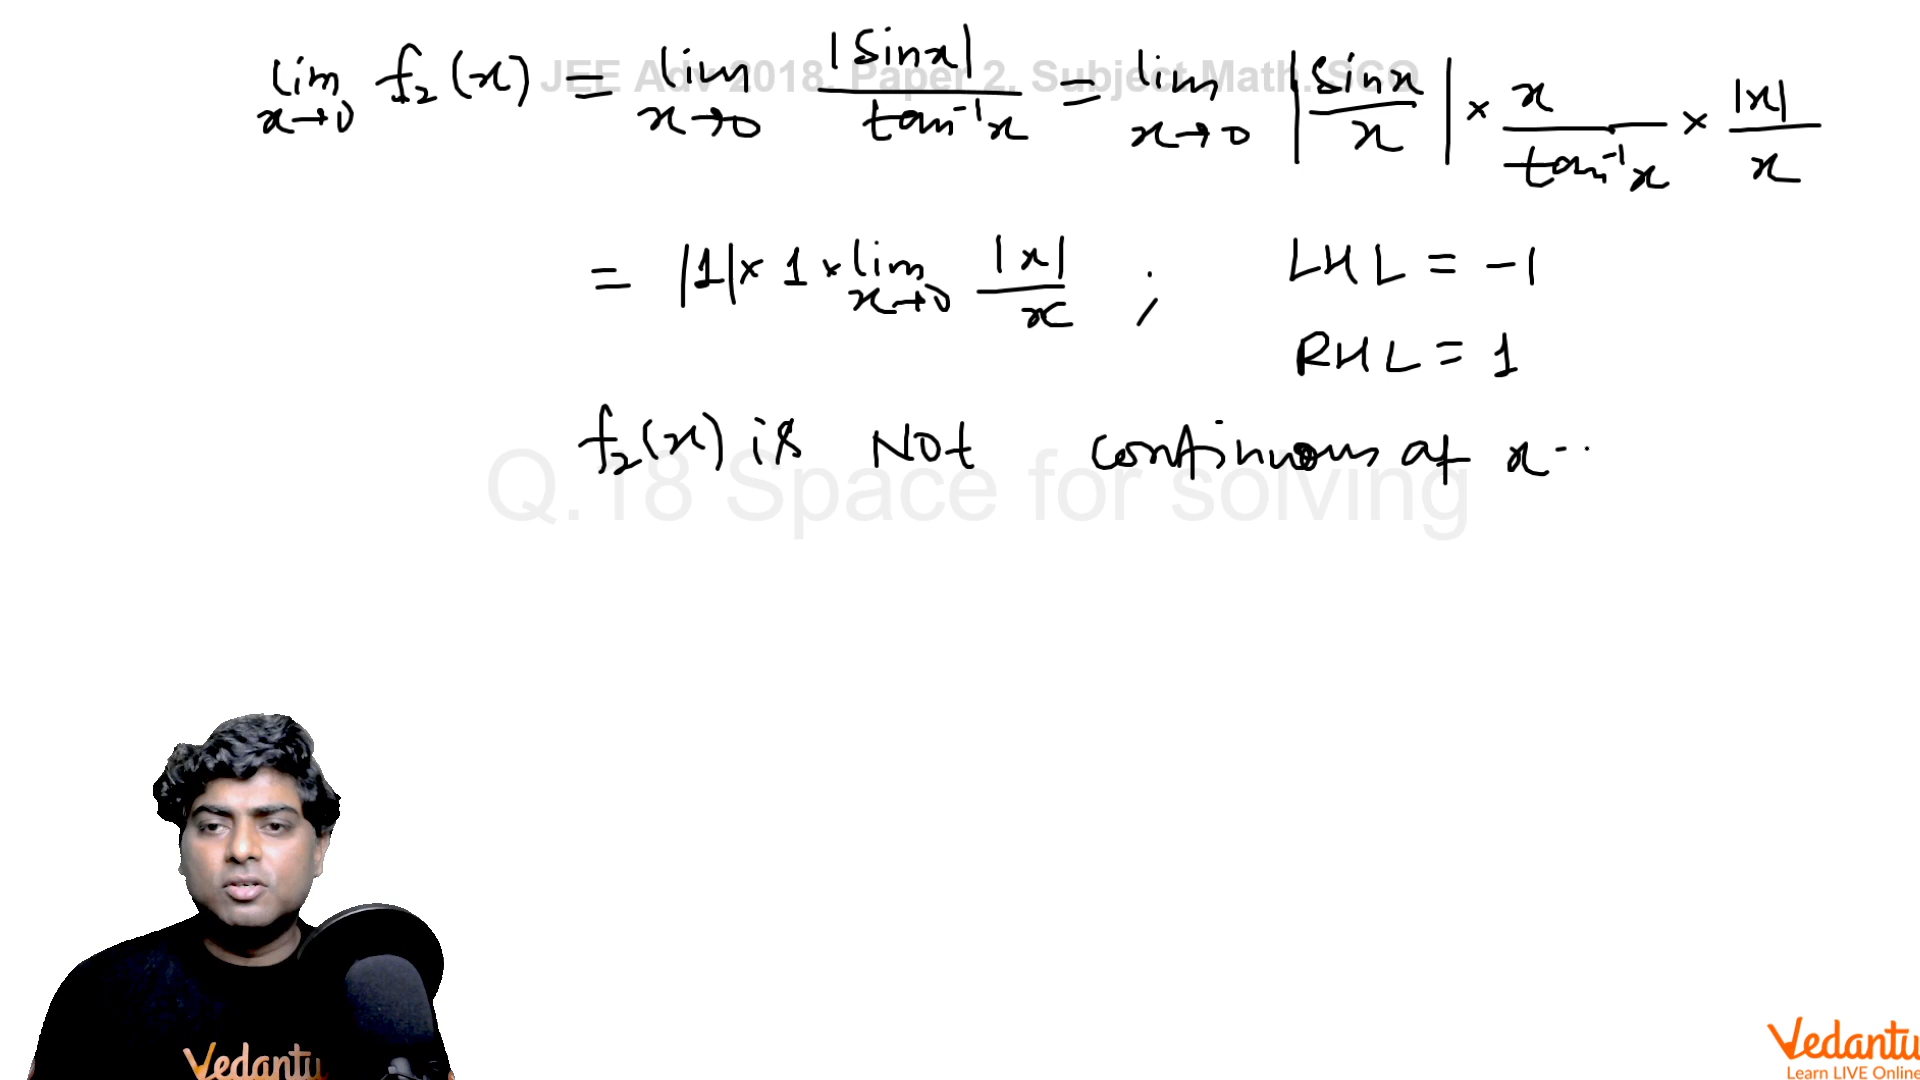 JEE Adv 2018, Paper 2, Subject Math. SCQ
lim x→0 f₂(x) = lim x→0 |sinx| / tan⁻¹x = lim x→0 |sinx / x| × x / tan⁻¹x × |x| / x
= |1| × 1 × lim x→0 |x| / x ; LHL = -1
RHL = 1
f₂(x) is NOt continuous at x -
Q.18 Space for solving
Vedantu
Vedantu
Learn LIVE Online